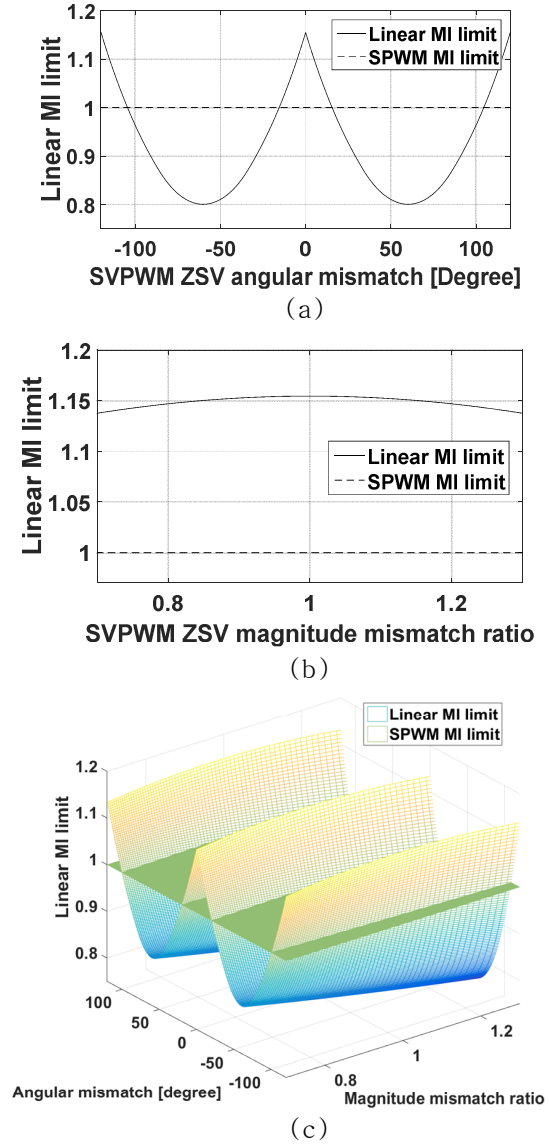 1.2
1.1
1
0.9
0.8
Linear MI limit
Linear MI limit
SPWM MI limit
-100 -50 0 50 100
SVPWM ZSV angular mismatch [Degree]
(a)
1.2
1.15
1.1
1.05
1
Linear MI limit
Linear MI limit
SPWM MI limit
0.8 1 1.2
SVPWM ZSV magnitude mismatch ratio
(b)
Linear MI limit
SPWM MI limit
1.2
1.1
1
0.9
0.8
Linear MI limit
100
50
0
-50
-100
0.8
1
1.2
Angular mismatch [degree]
Magnitude mismatch ratio
(c)